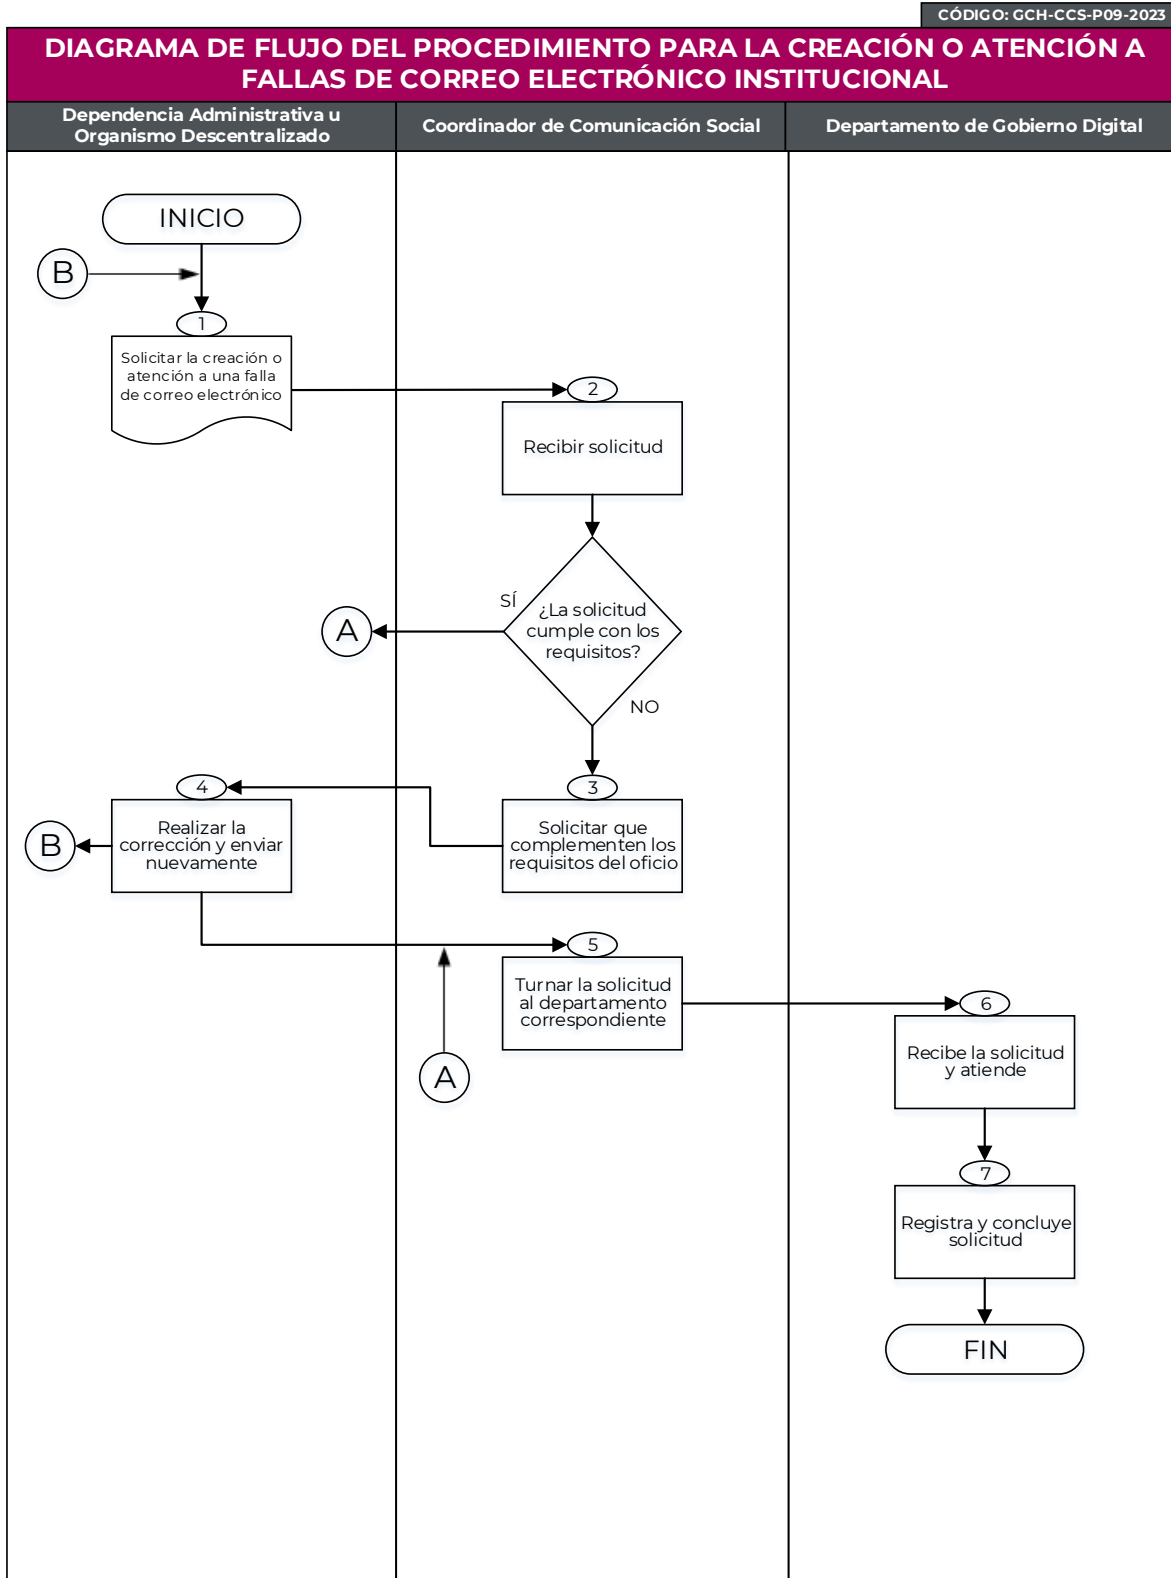 CÓDIGO: GCH-CCS-P09-2023
DIAGRAMA DE FLUJO DEL PROCEDIMIENTO PARA LA CREACIÓN O ATENCIÓN A
FALLAS DE CORREO ELECTRÓNICO INSTITUCIONAL
Dependencia Administrativa u
Organismo Descentralizado
Coordinador de Comunicación Social
Departamento de Gobierno Digital
INICIO
B
1
Solicitar la creación o
atención a una falla
de correo electrónico
2
Recibir solicitud
SÍ
¿La solicitud
cumple con los
requisitos?
A
NO
3
Solicitar que
complementen los
requisitos del oficio
4
Realizar la
corrección y enviar
nuevamente
B
5
Turnar la solicitud
al departamento
correspondiente
A
6
Recibe la solicitud
y atiende
7
Registra y concluye
solicitud
FIN